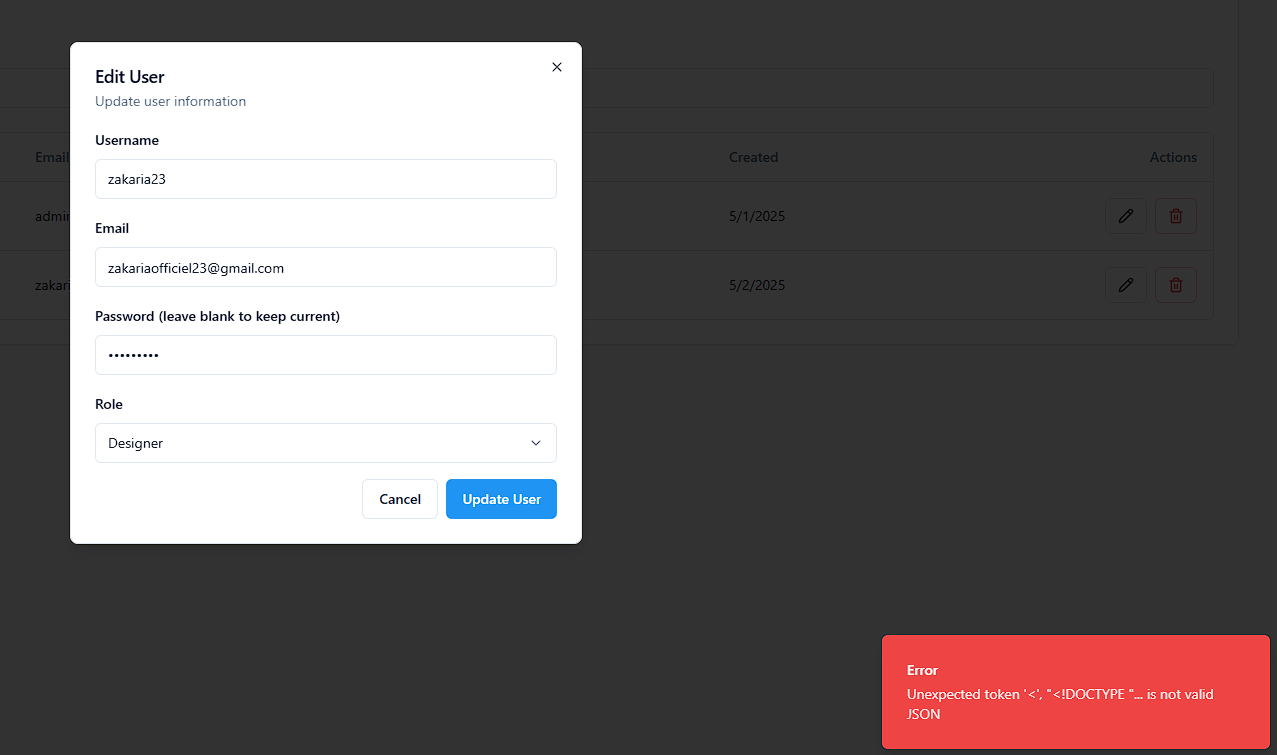 Edit User
Update user information
Username
zakaria23
Email
zakariaofficiel23@gmail.com
Password (leave blank to keep current)
•••••••••
Role
Designer
Cancel
Update User
Email
Created
Actions
5/1/2025
5/2/2025
Error
Unexpected token '<', "<!DOCTYPE "... is not valid
JSON